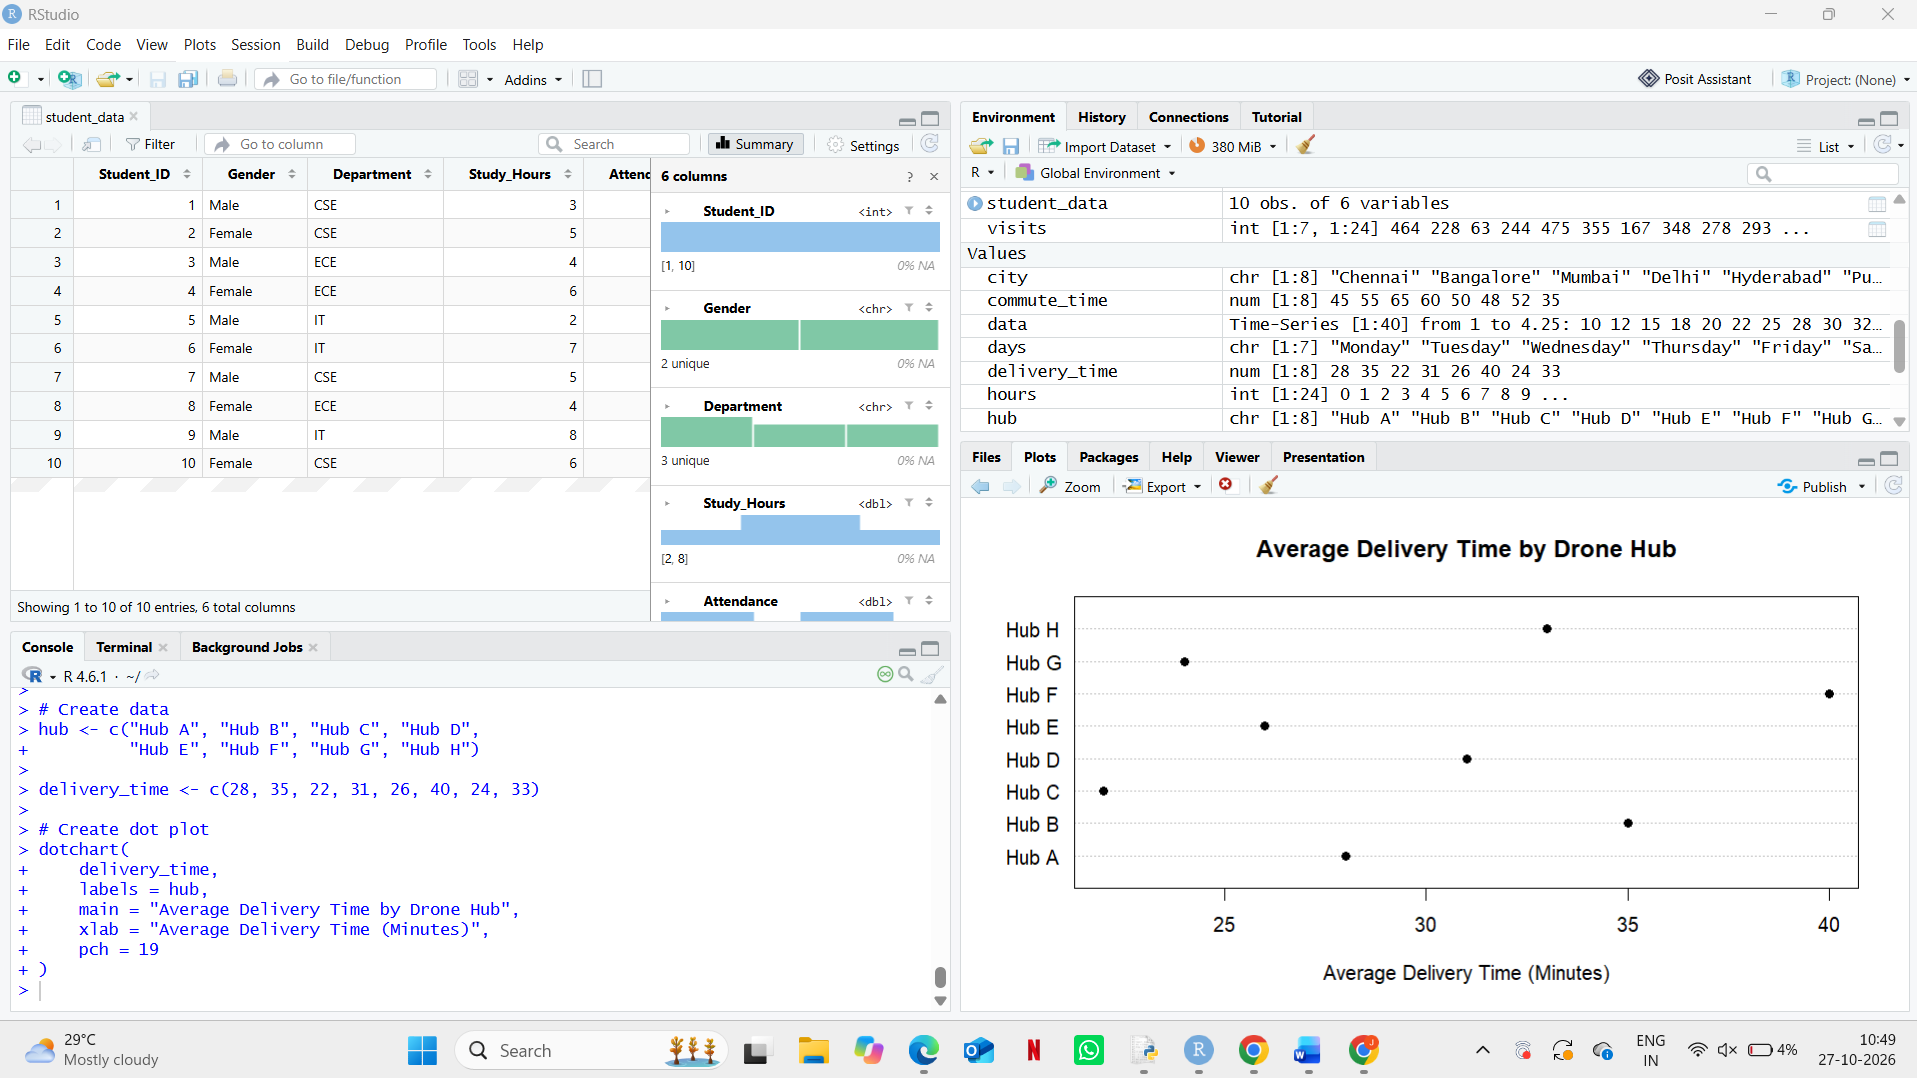 RStudio
File Edit Code View Plots Session Build Debug Profile Tools Help
Go to file/function Addins Posit Assistant Project: (None)
student_data
Filter Go to column Search Summary Settings
Student_ID Gender Department Study_Hours Attend
1 1 Male CSE 3
2 2 Female CSE 5
3 3 Male ECE 4
4 4 Female ECE 6
5 5 Male IT 2
6 6 Female IT 7
7 7 Male CSE 5
8 8 Female ECE 4
9 9 Male IT 8
10 10 Female CSE 6
Showing 1 to 10 of 10 entries, 6 total columns
6 columns ?
Student_ID <int>
[1, 10] 0% NA
Gender <chr>
2 unique 0% NA
Department <chr>
3 unique 0% NA
Study_Hours <dbl>
[2, 8] 0% NA
Attendance <dbl>
Console Terminal Background Jobs
R 4.6.1 · ~/
>
> # Create data
> hub <- c("Hub A", "Hub B", "Hub C", "Hub D",
+          "Hub E", "Hub F", "Hub G", "Hub H")
>
> delivery_time <- c(28, 35, 22, 31, 26, 40, 24, 33)
>
> # Create dot plot
> dotchart(
+     delivery_time,
+     labels = hub,
+     main = "Average Delivery Time by Drone Hub",
+     xlab = "Average Delivery Time (Minutes)",
+     pch = 19
+ )
>
Environment History Connections Tutorial
Import Dataset 380 MiB List
R Global Environment
student_data 10 obs. of 6 variables
visits int [1:7, 1:24] 464 228 63 244 475 355 167 348 278 293 ...
Values
city chr [1:8] "Chennai" "Bangalore" "Mumbai" "Delhi" "Hyderabad" "Pu...
commute_time num [1:8] 45 55 65 60 50 48 52 35
data Time-Series [1:40] from 1 to 4.25: 10 12 15 18 20 22 25 28 30 32...
days chr [1:7] "Monday" "Tuesday" "Wednesday" "Thursday" "Friday" "Sa...
delivery_time num [1:8] 28 35 22 31 26 40 24 33
hours int [1:24] 0 1 2 3 4 5 6 7 8 9 ...
hub chr [1:8] "Hub A" "Hub B" "Hub C" "Hub D" "Hub E" "Hub F" "Hub G...
Files Plots Packages Help Viewer Presentation
Zoom Export Publish
Average Delivery Time by Drone Hub
Hub H
Hub G
Hub F
Hub E
Hub D
Hub C
Hub B
Hub A
25 30 35 40
Average Delivery Time (Minutes)
29°C
Mostly cloudy
Search
ENG
IN
4%
10:49
27-10-2026